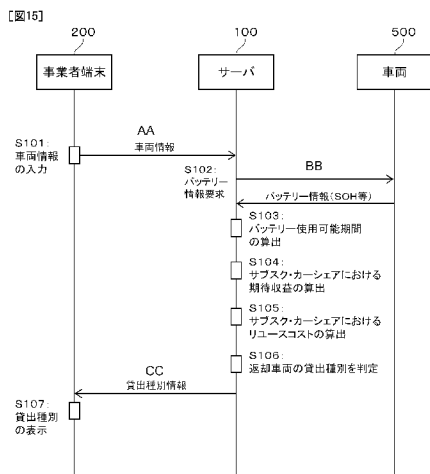 [図15]
200
100
500
事業者端末
サーバ
車両
S101:
車両情報
の入力
AA
車両情報
S102:
バッテリー
情報要求
BB
バッテリー情報(SOH等)
S103:
バッテリー使用可能期間
の算出
S104:
サブスク・カーシェアにおける
期待収益の算出
S105:
サブスク・カーシェアにおける
リユースコストの算出
S106:
返却車両の貸出種別を判定
CC
貸出種別情報
S107:
貸出種別
の表示